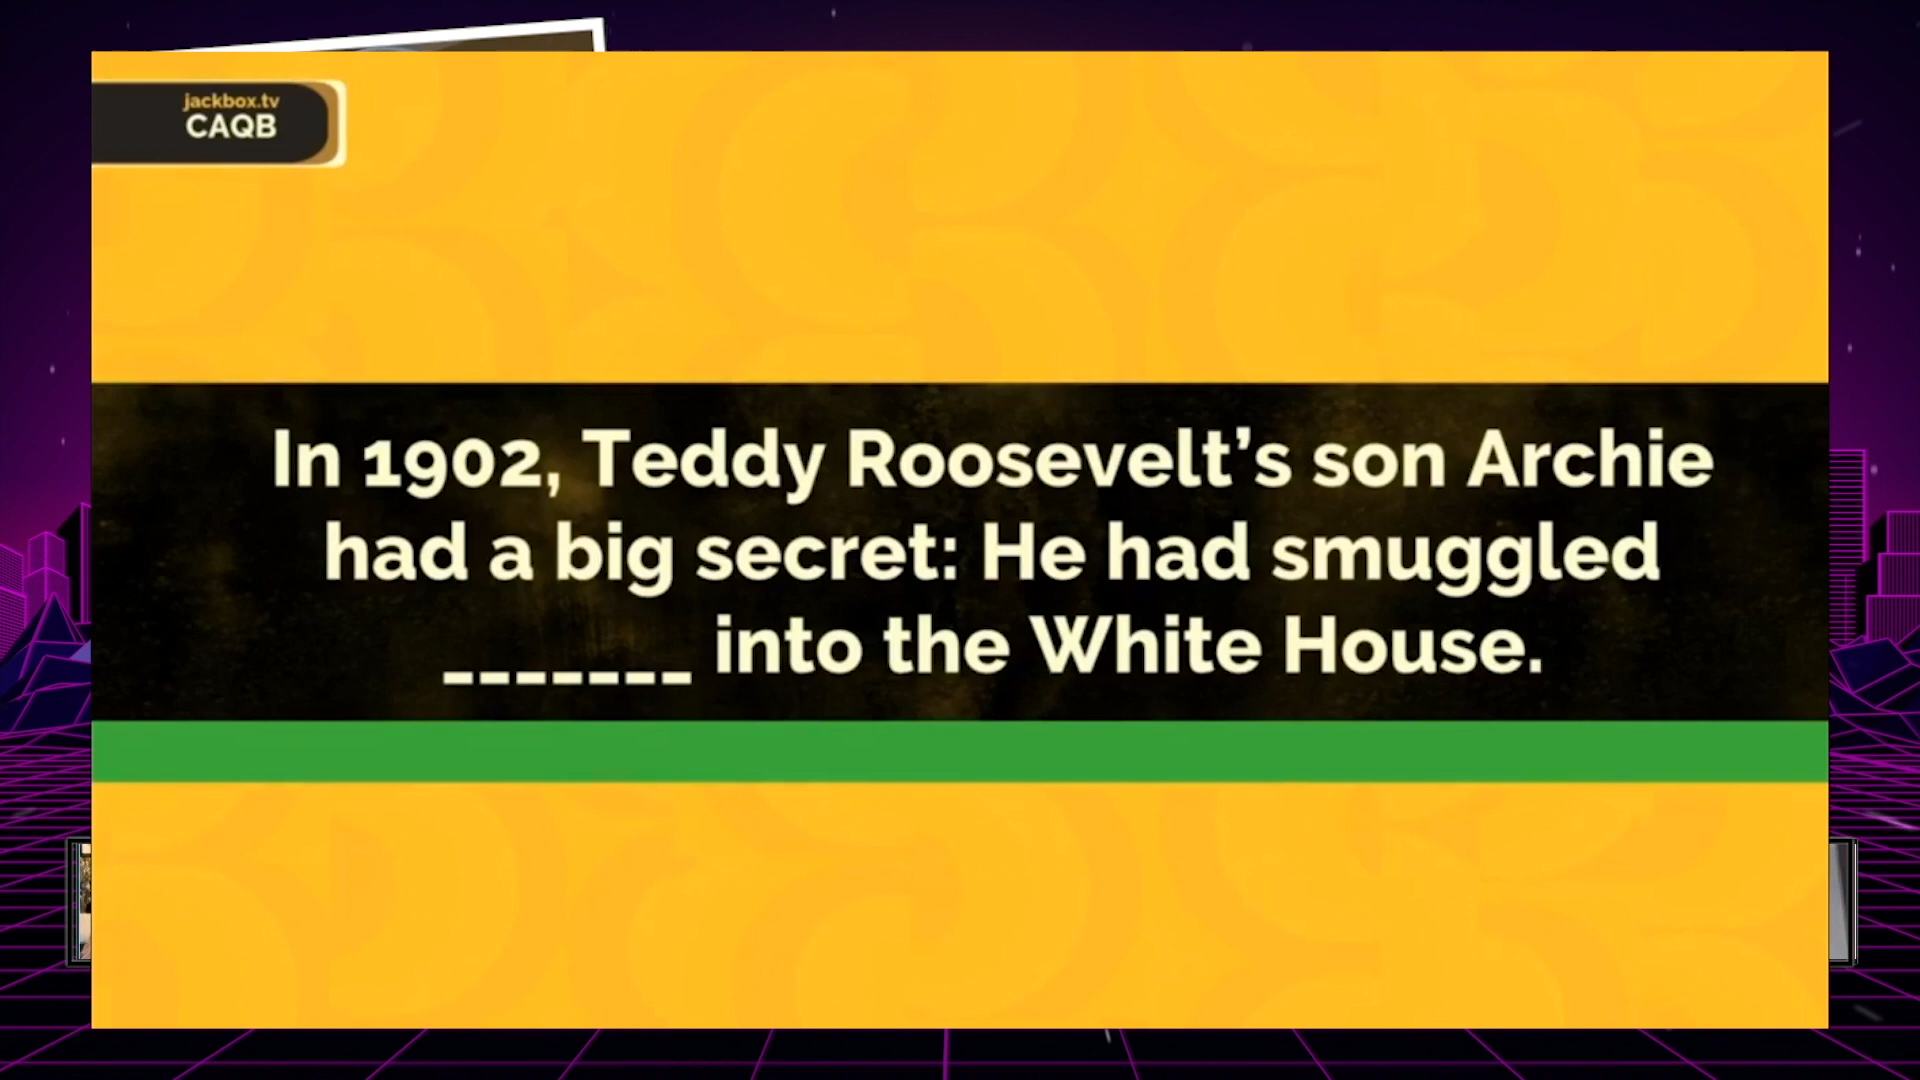 jackbox.tv
CAQB
In 1902, Teddy Roosevelt’s son Archie
had a big secret: He had smuggled
_______ into the White House.